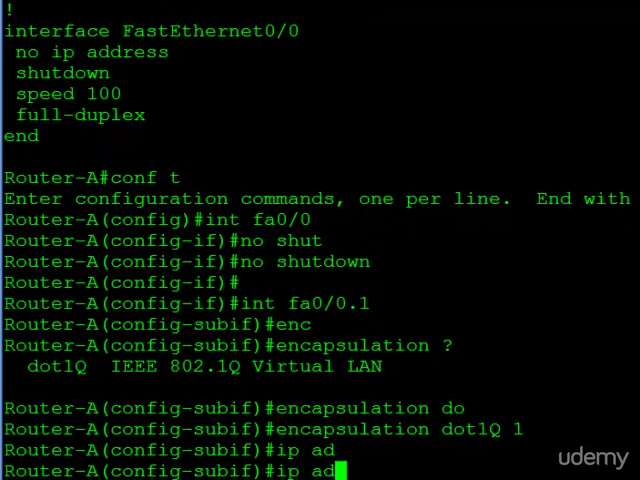 !
interface FastEthernet0/0
 no ip address
 shutdown
 speed 100
 full-duplex
end
Router-A#conf t
Enter configuration commands, one per line.  End with
Router-A(config)#int fa0/0
Router-A(config-if)#no shut
Router-A(config-if)#no shutdown
Router-A(config-if)#
Router-A(config-if)#int fa0/0.1
Router-A(config-subif)#enc
Router-A(config-subif)#encapsulation ?
  dot1Q  IEEE 802.1Q Virtual LAN
Router-A(config-subif)#encapsulation do
Router-A(config-subif)#encapsulation dot1Q 1
Router-A(config-subif)#ip ad
Router-A(config-subif)#ip ad
udemy